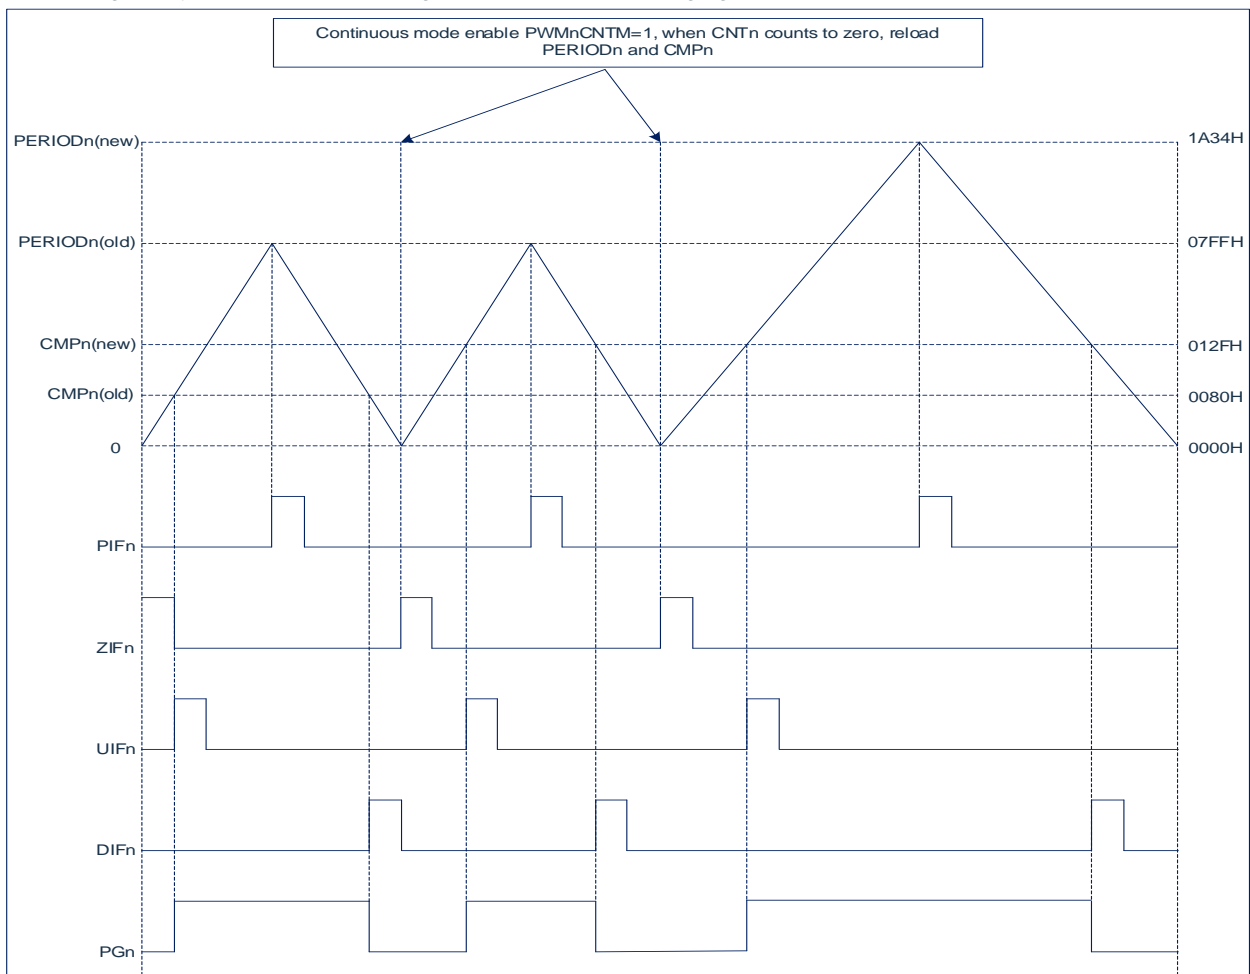 Continuous mode enable PWMnCNTM=1, when CNTn counts to zero, reload
PERIODn and CMPn
PERIODn(new)
1A34H
PERIODn(old)
07FFH
CMPn(new)
012FH
CMPn(old)
0080H
0
0000H
PIFn
ZIFn
UIFn
DIFn
PGn